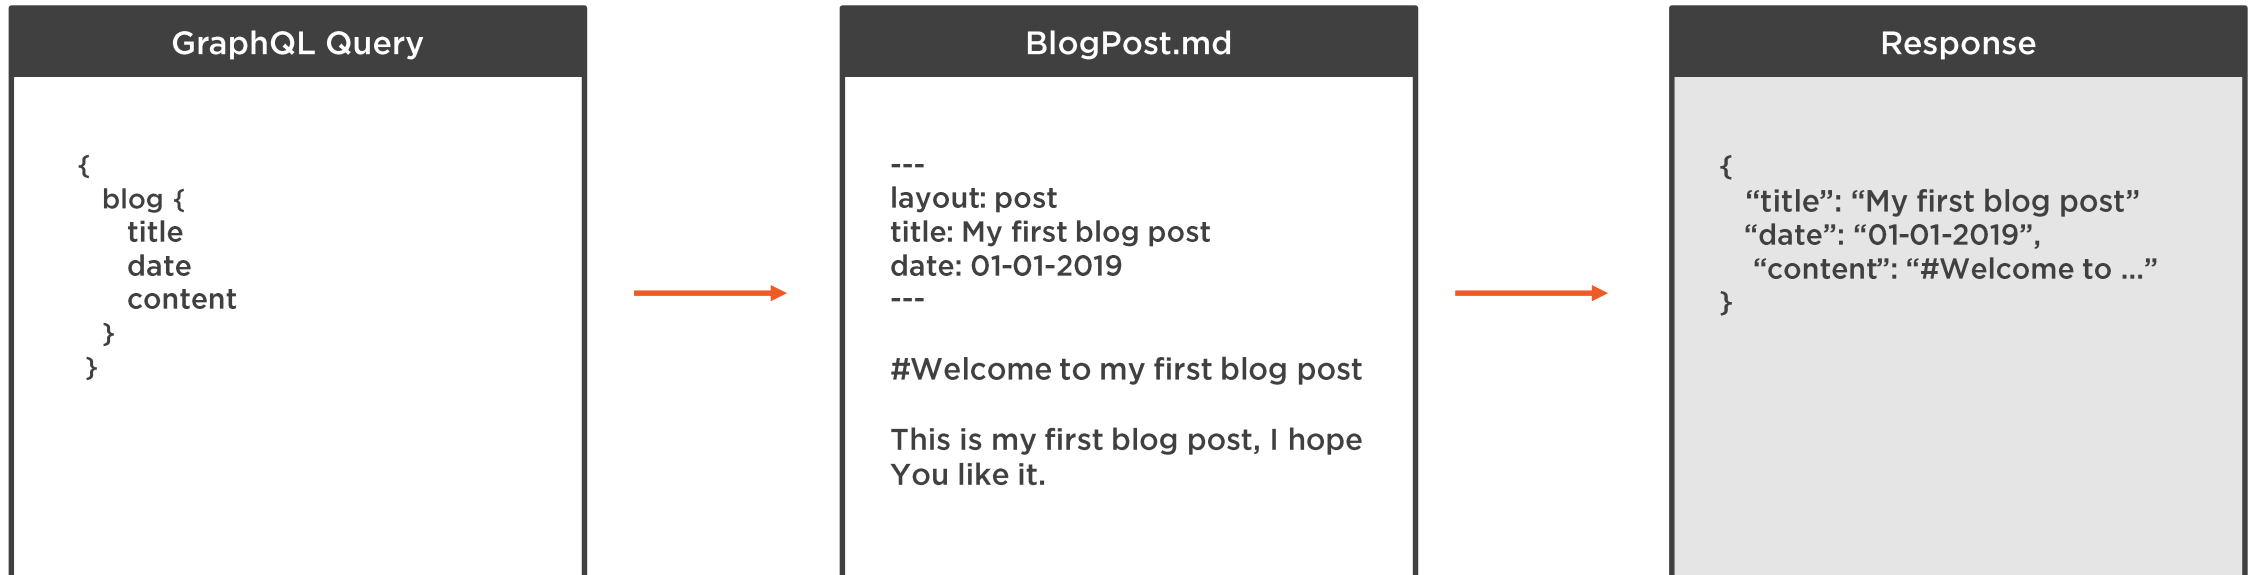 GraphQL Query
{
blog {
title
date
content
}
}
BlogPost.md
---
layout: post
title: My first blog post
date: 01-01-2019
---
#Welcome to my first blog post
This is my first blog post, I hope
You like it.
Response
{
“title”: “My first blog post”
“date”: “01-01-2019”,
“content”: “#Welcome to ...”
}